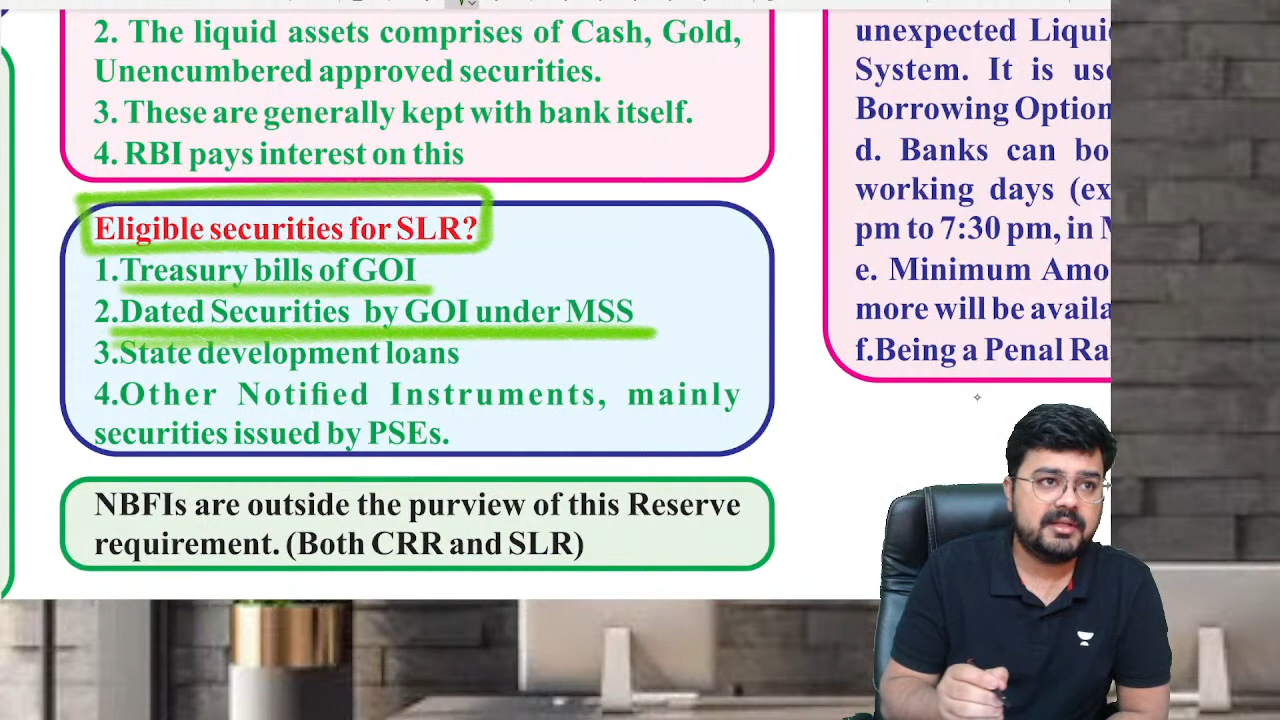 2. The liquid assets comprises of Cash, Gold,
Unencumbered approved securities.
3. These are generally kept with bank itself.
4. RBI pays interest on this
Eligible securities for SLR?
1.Treasury bills of GOI
2.Dated Securities by GOI under MSS
3.State development loans
4.Other Notified Instruments, mainly
securities issued by PSEs.
NBFIs are outside the purview of this Reserve
requirement. (Both CRR and SLR)
unexpected
System. It is
Borrowing Option
d. Banks can
working days
pm to 7:30 pm, in
e. Minimum
more will be
f.Being a Penal